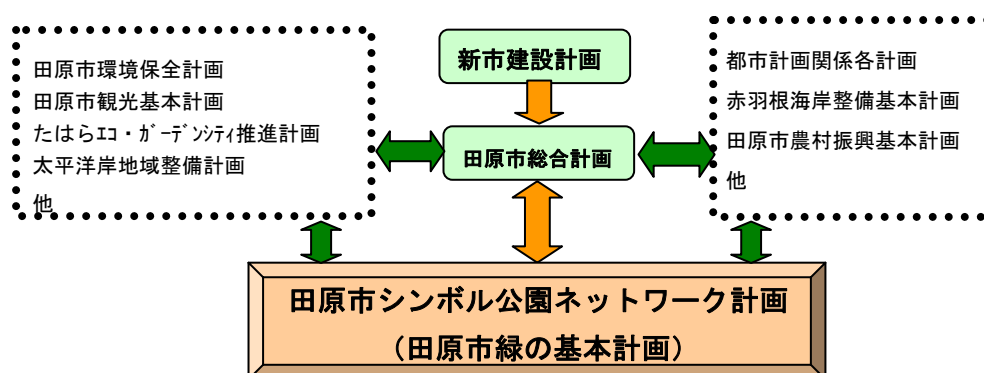 田原市環境保全計画
田原市観光基本計画
たはらｴｺ・ｶﾞｰﾃﾞﾝｼﾃｨ推進計画
太平洋岸地域整備計画
他
新市建設計画
田原市総合計画
都市計画関係各計画
赤羽根海岸整備基本計画
田原市農村振興基本計画
他
田原市シンボル公園ネットワーク計画
（田原市緑の基本計画）